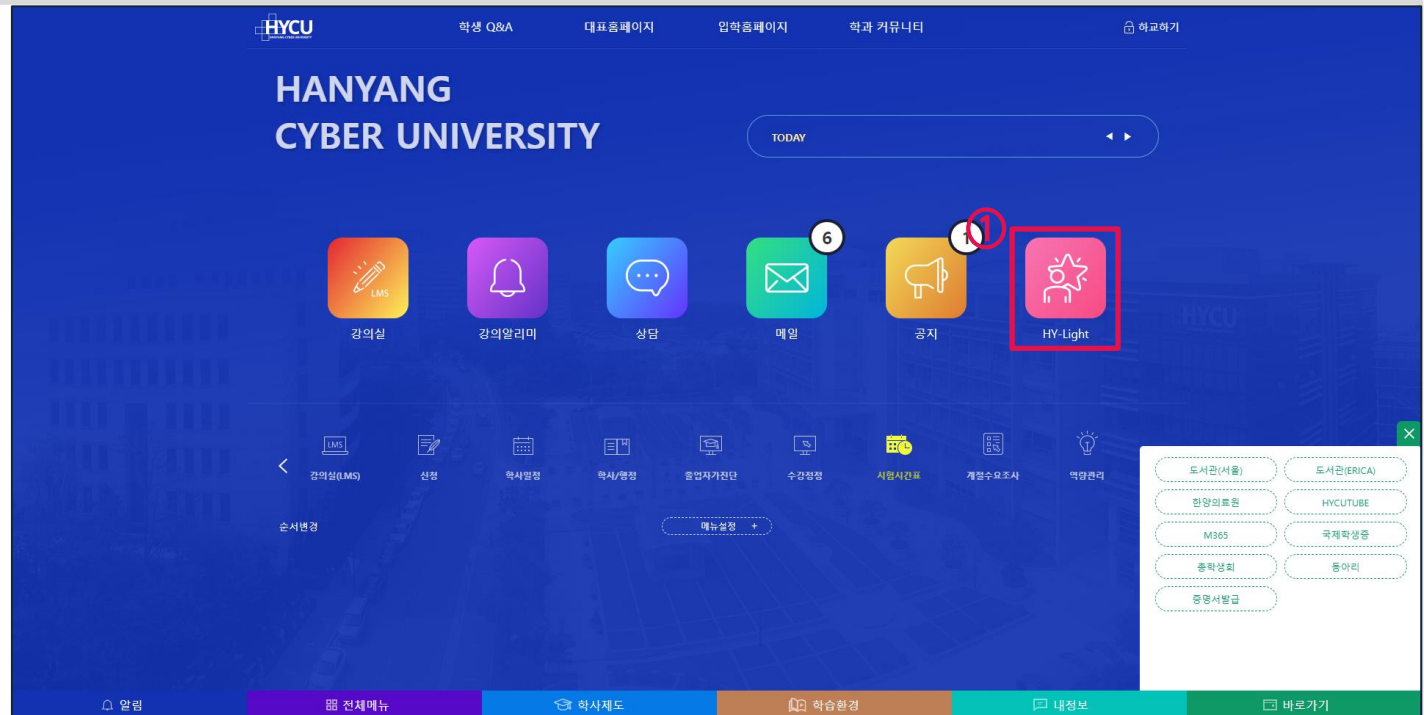 HYCU
HANYANG CYBER UNIVERSITY
학생 Q&A
대표홈페이지
입학홈페이지
학과 커뮤니티
하교하기
HANYANG
CYBER UNIVERSITY
TODAY
6
1
①
LMS
강의실
강의알리미
상담
메일
공지
HY-Light
HYCU
LMS
강의실(LMS)
신청
학사일정
학사/행정
졸업자가진단
수강정정
시험시간표
계절수요조사
역량관리
순서변경
메뉴설정 +
도서관(서울)
도서관(ERICA)
한양의료원
HYCUTUBE
M365
국제학생증
총학생회
동아리
증명서발급
알림
전체메뉴
학사제도
학습환경
내정보
바로가기